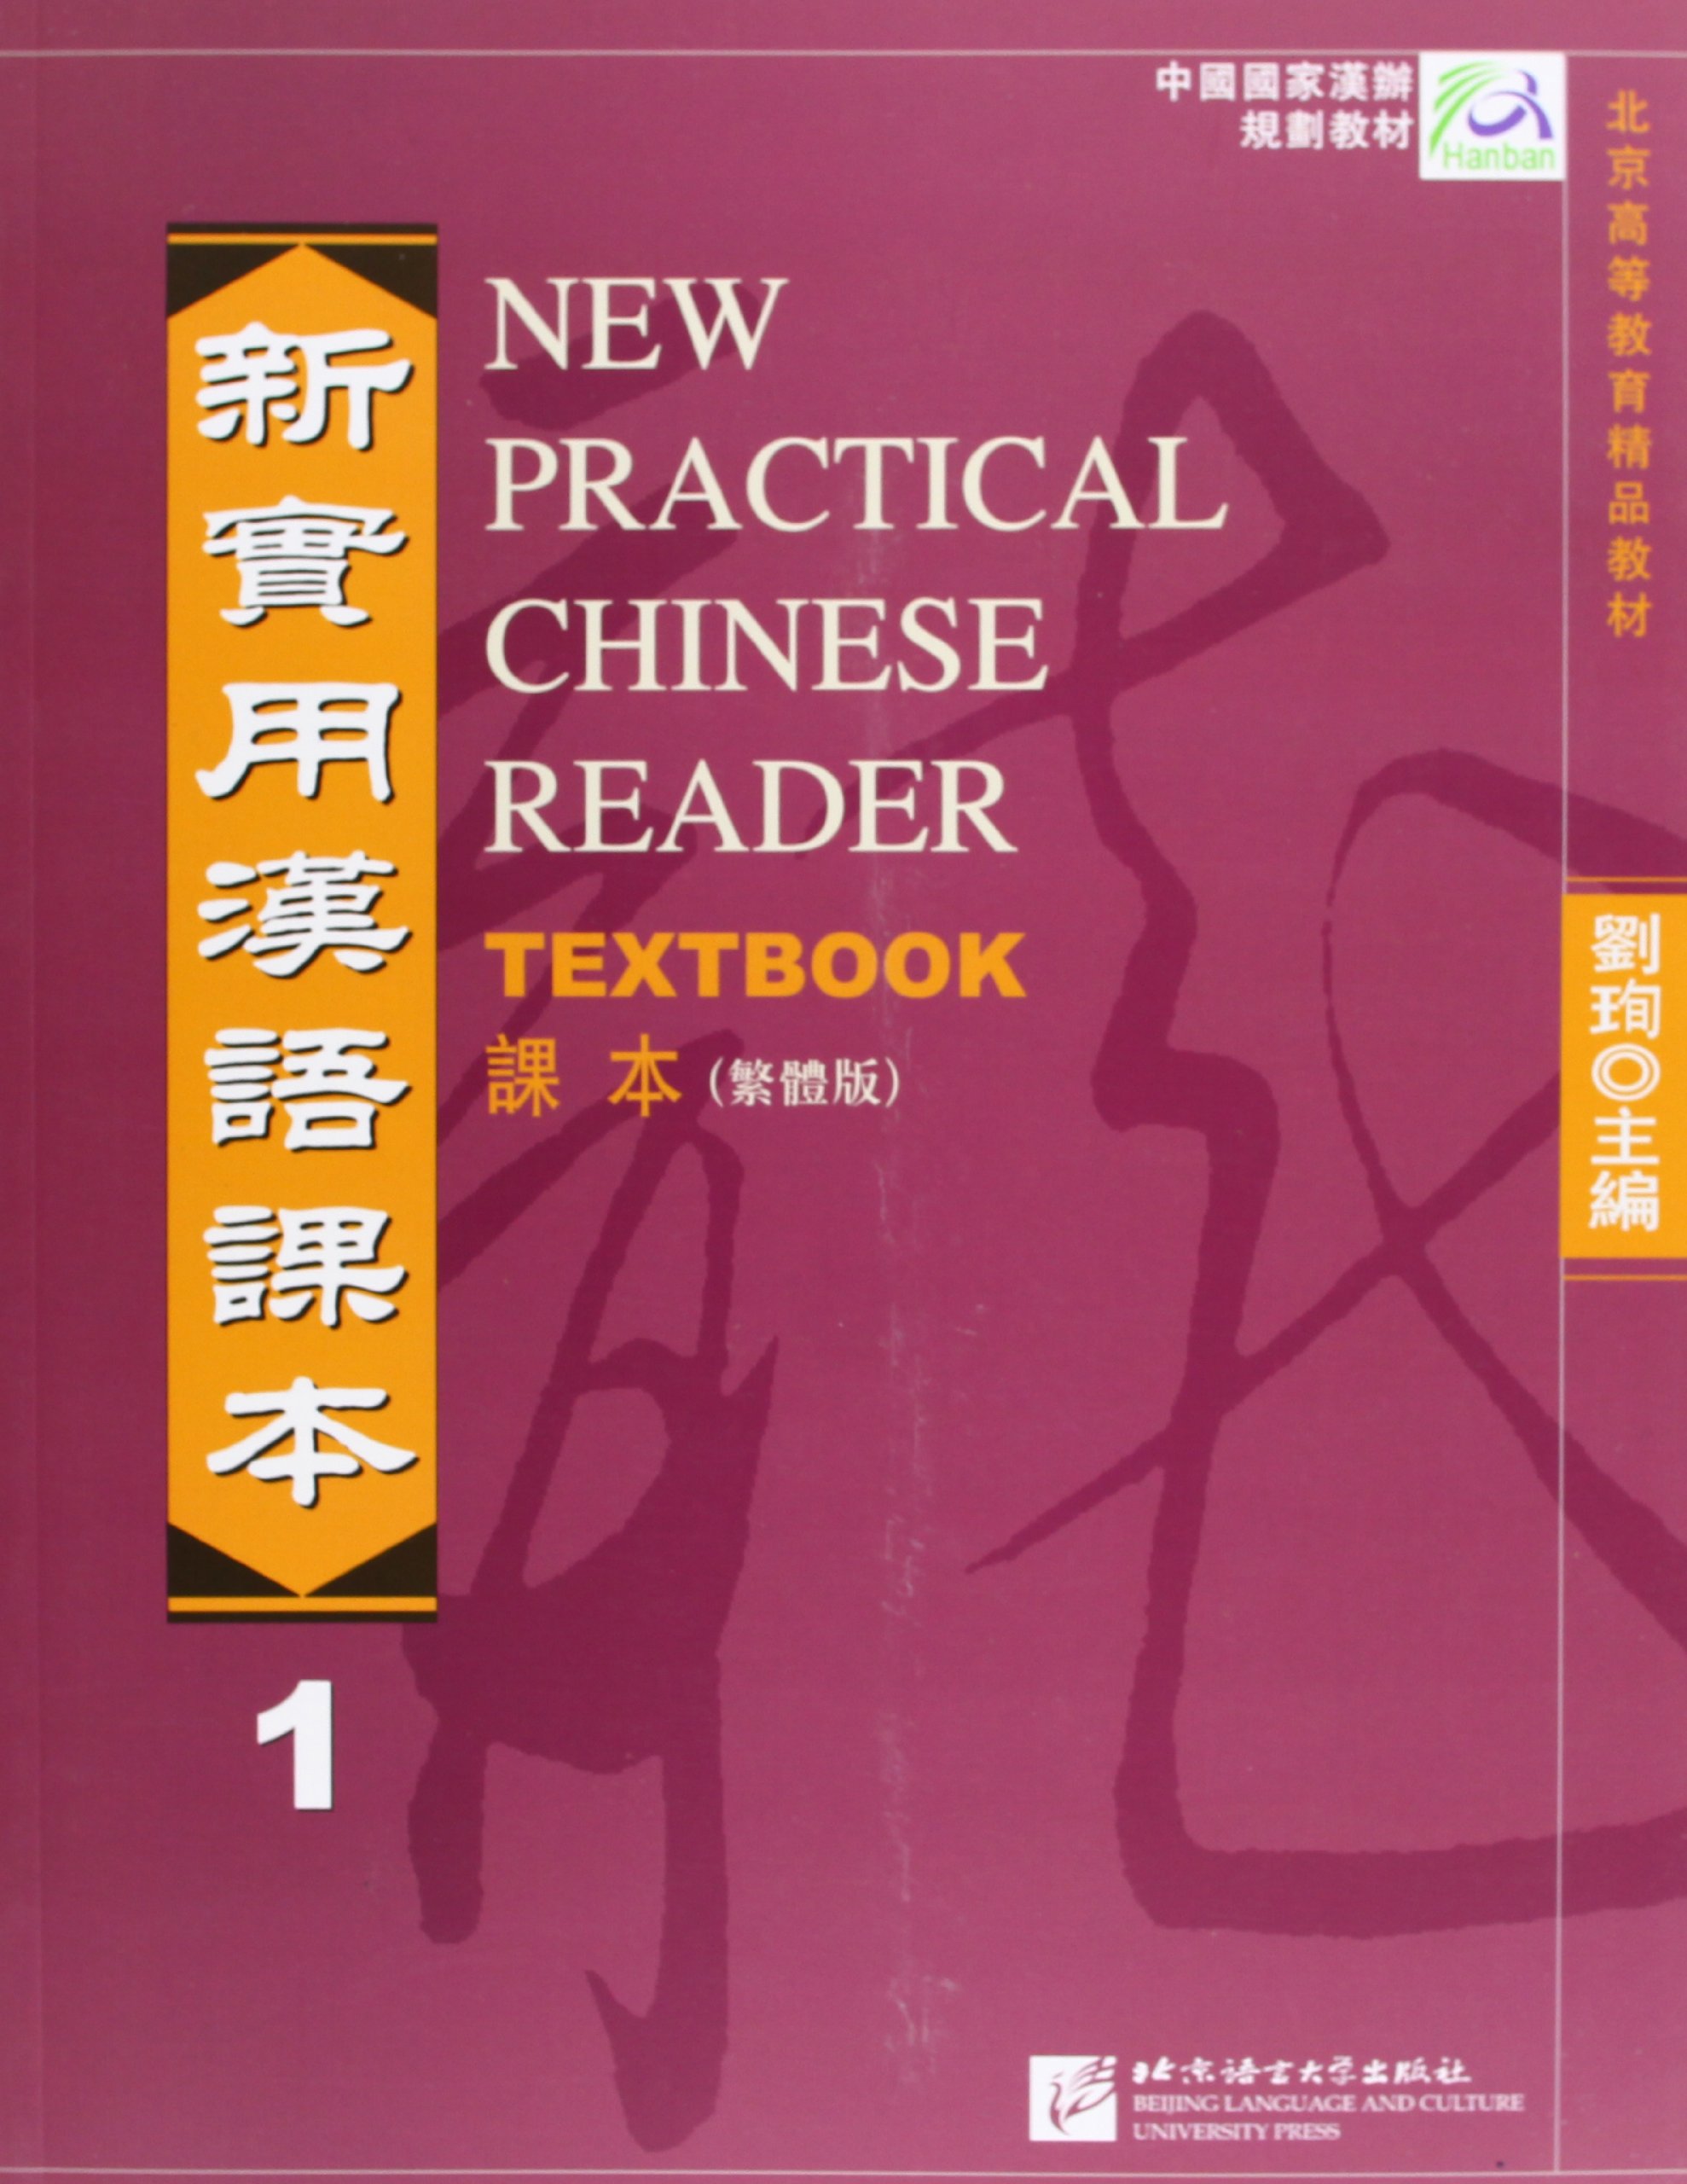 中國國家漢辦
規劃教材
Hanban
北京高等教育精品教材
新實用漢語課本
1
NEW
PRACTICAL
CHINESE
READER
TEXTBOOK
課 本 (繁體版)
劉珣◎主編
北京语言大学出版社
BEIJING LANGUAGE AND CULTURE
UNIVERSITY PRESS